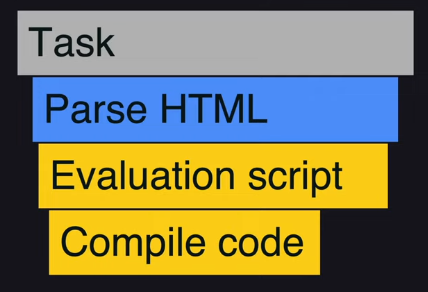 Task
Parse HTML
Evaluation script
Compile code